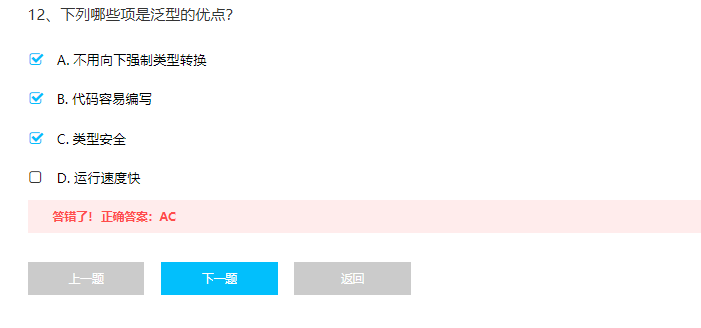 12、下列哪些项是泛型的优点？
A. 不用向下强制类型转换
B. 代码容易编写
C. 类型安全
D. 运行速度快
答错了！正确答案：AC
上一题 下一题 返回